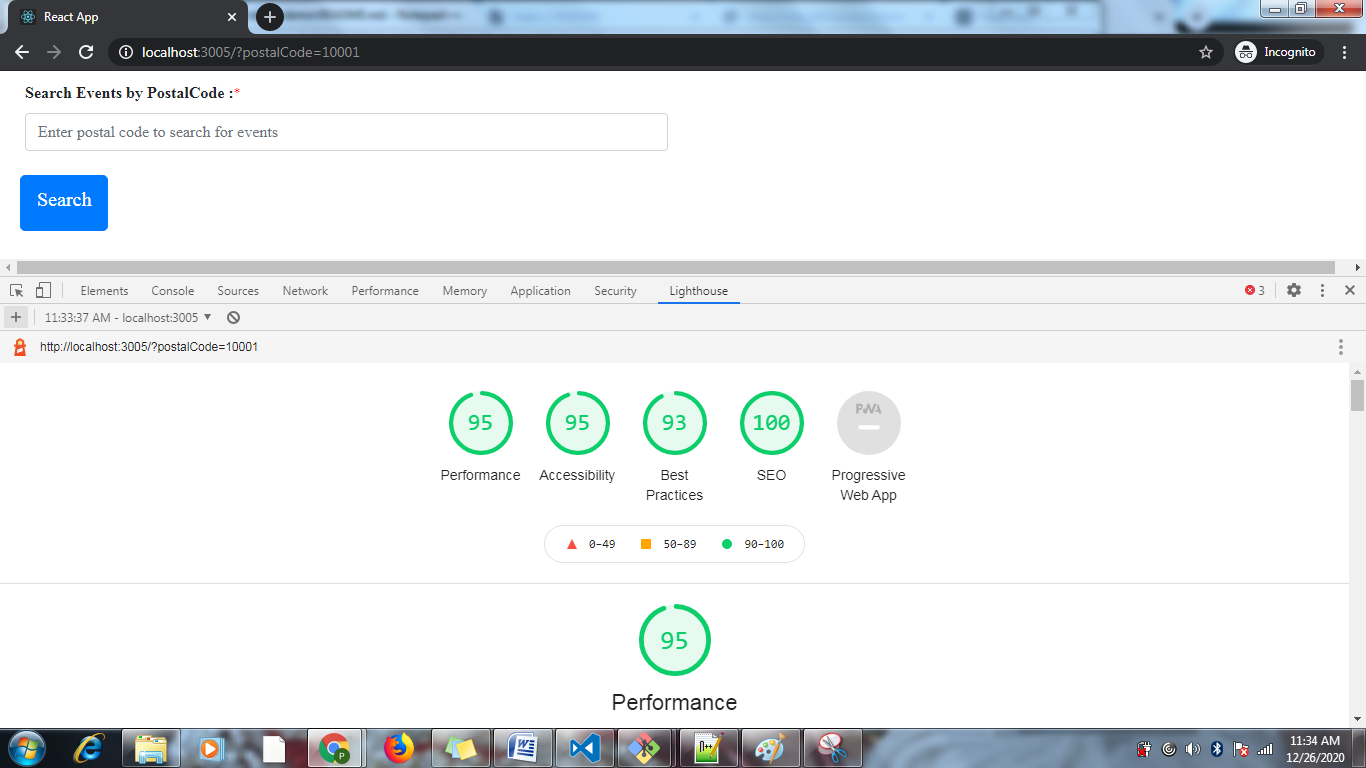 React App
localhost:3005/?postalCode=10001
Incognito
Search Events by PostalCode :*
Enter postal code to search for events
Search
Elements Console Sources Network Performance Memory Application Security Lighthouse 3
11:33:37 AM - localhost:3005
http://localhost:3005/?postalCode=10001
95 95 93 100 PWA
Performance Accessibility Best Practices SEO Progressive Web App
0–49 50–89 90–100
95
Performance
11:34 AM
12/26/2020